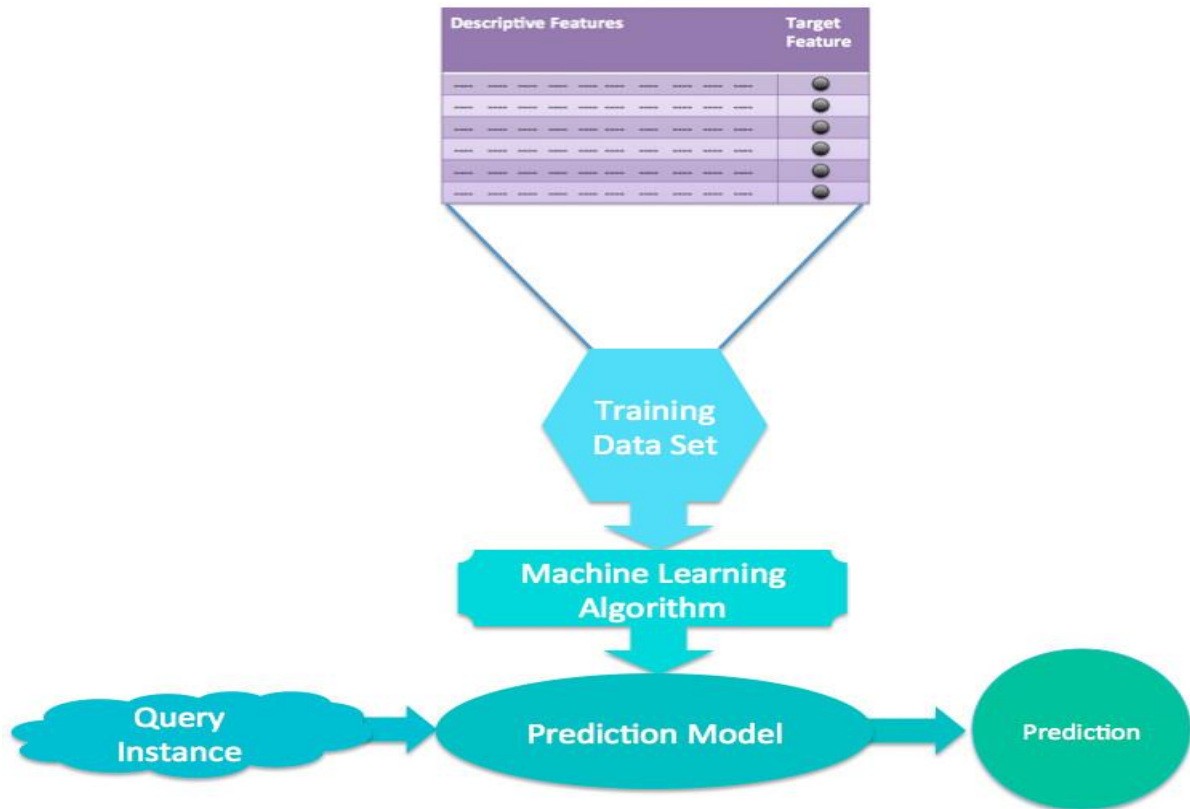 Descriptive Features
Target
Feature
Training
Data Set
Machine Learning
Algorithm
Query
Instance
Prediction Model
Prediction